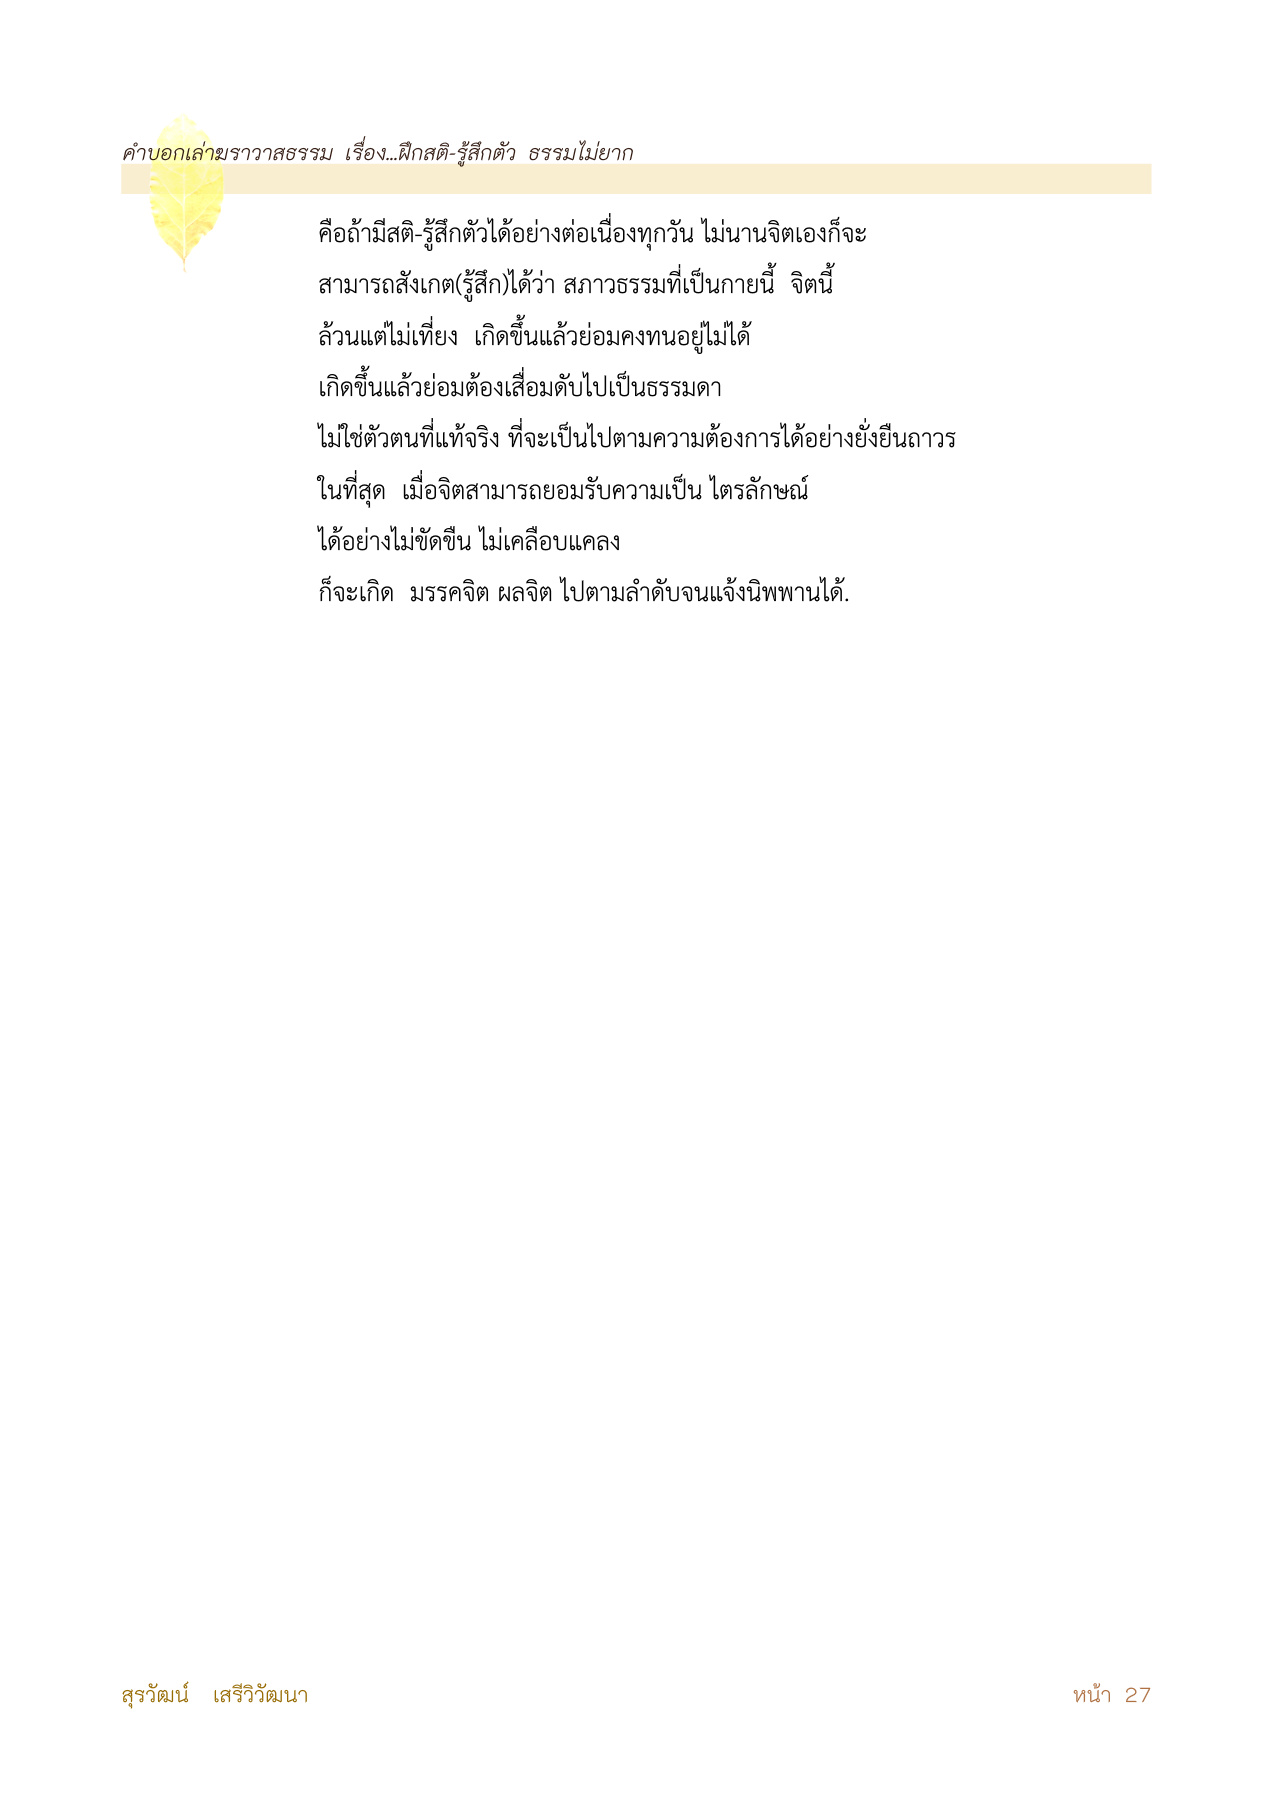 คำบอกเล่าฆราวาสธรรม เรื่อง...ฝึกสติ-รู้สึกตัว ธรรมไม่ยาก
คือถ้ามีสติ-รู้สึกตัวได้อย่างต่อเนื่องทุกวัน ไม่นานจิตเองก็จะ
สามารถสังเกต(รู้สึก)ได้ว่า สภาวธรรมที่เป็นกายนี้ จิตนี้
ล้วนแต่ไม่เที่ยง เกิดขึ้นแล้วย่อมคงทนอยู่ไม่ได้
เกิดขึ้นแล้วย่อมต้องเสื่อมดับไปเป็นธรรมดา
ไม่ใช่ตัวตนที่แท้จริง ที่จะเป็นไปตามความต้องการได้อย่างยั่งยืนถาวร
ในที่สุด เมื่อจิตสามารถยอมรับความเป็น ไตรลักษณ์
ได้อย่างไม่ขัดขืน ไม่เคลือบแคลง
ก็จะเกิด มรรคจิต ผลจิต ไปตามลำดับจนแจ้งนิพพานได้.
สุรวัฒน์ เสรีวิวัฒนา
หน้า 27